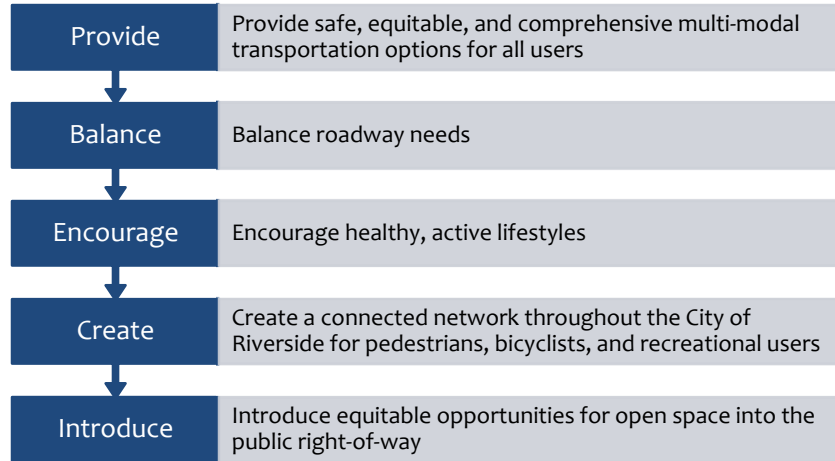 Provide
Provide safe, equitable, and comprehensive multi-modal
transportation options for all users
Balance
Balance roadway needs
Encourage
Encourage healthy, active lifestyles
Create
Create a connected network throughout the City of
Riverside for pedestrians, bicyclists, and recreational users
Introduce
Introduce equitable opportunities for open space into the
public right-of-way